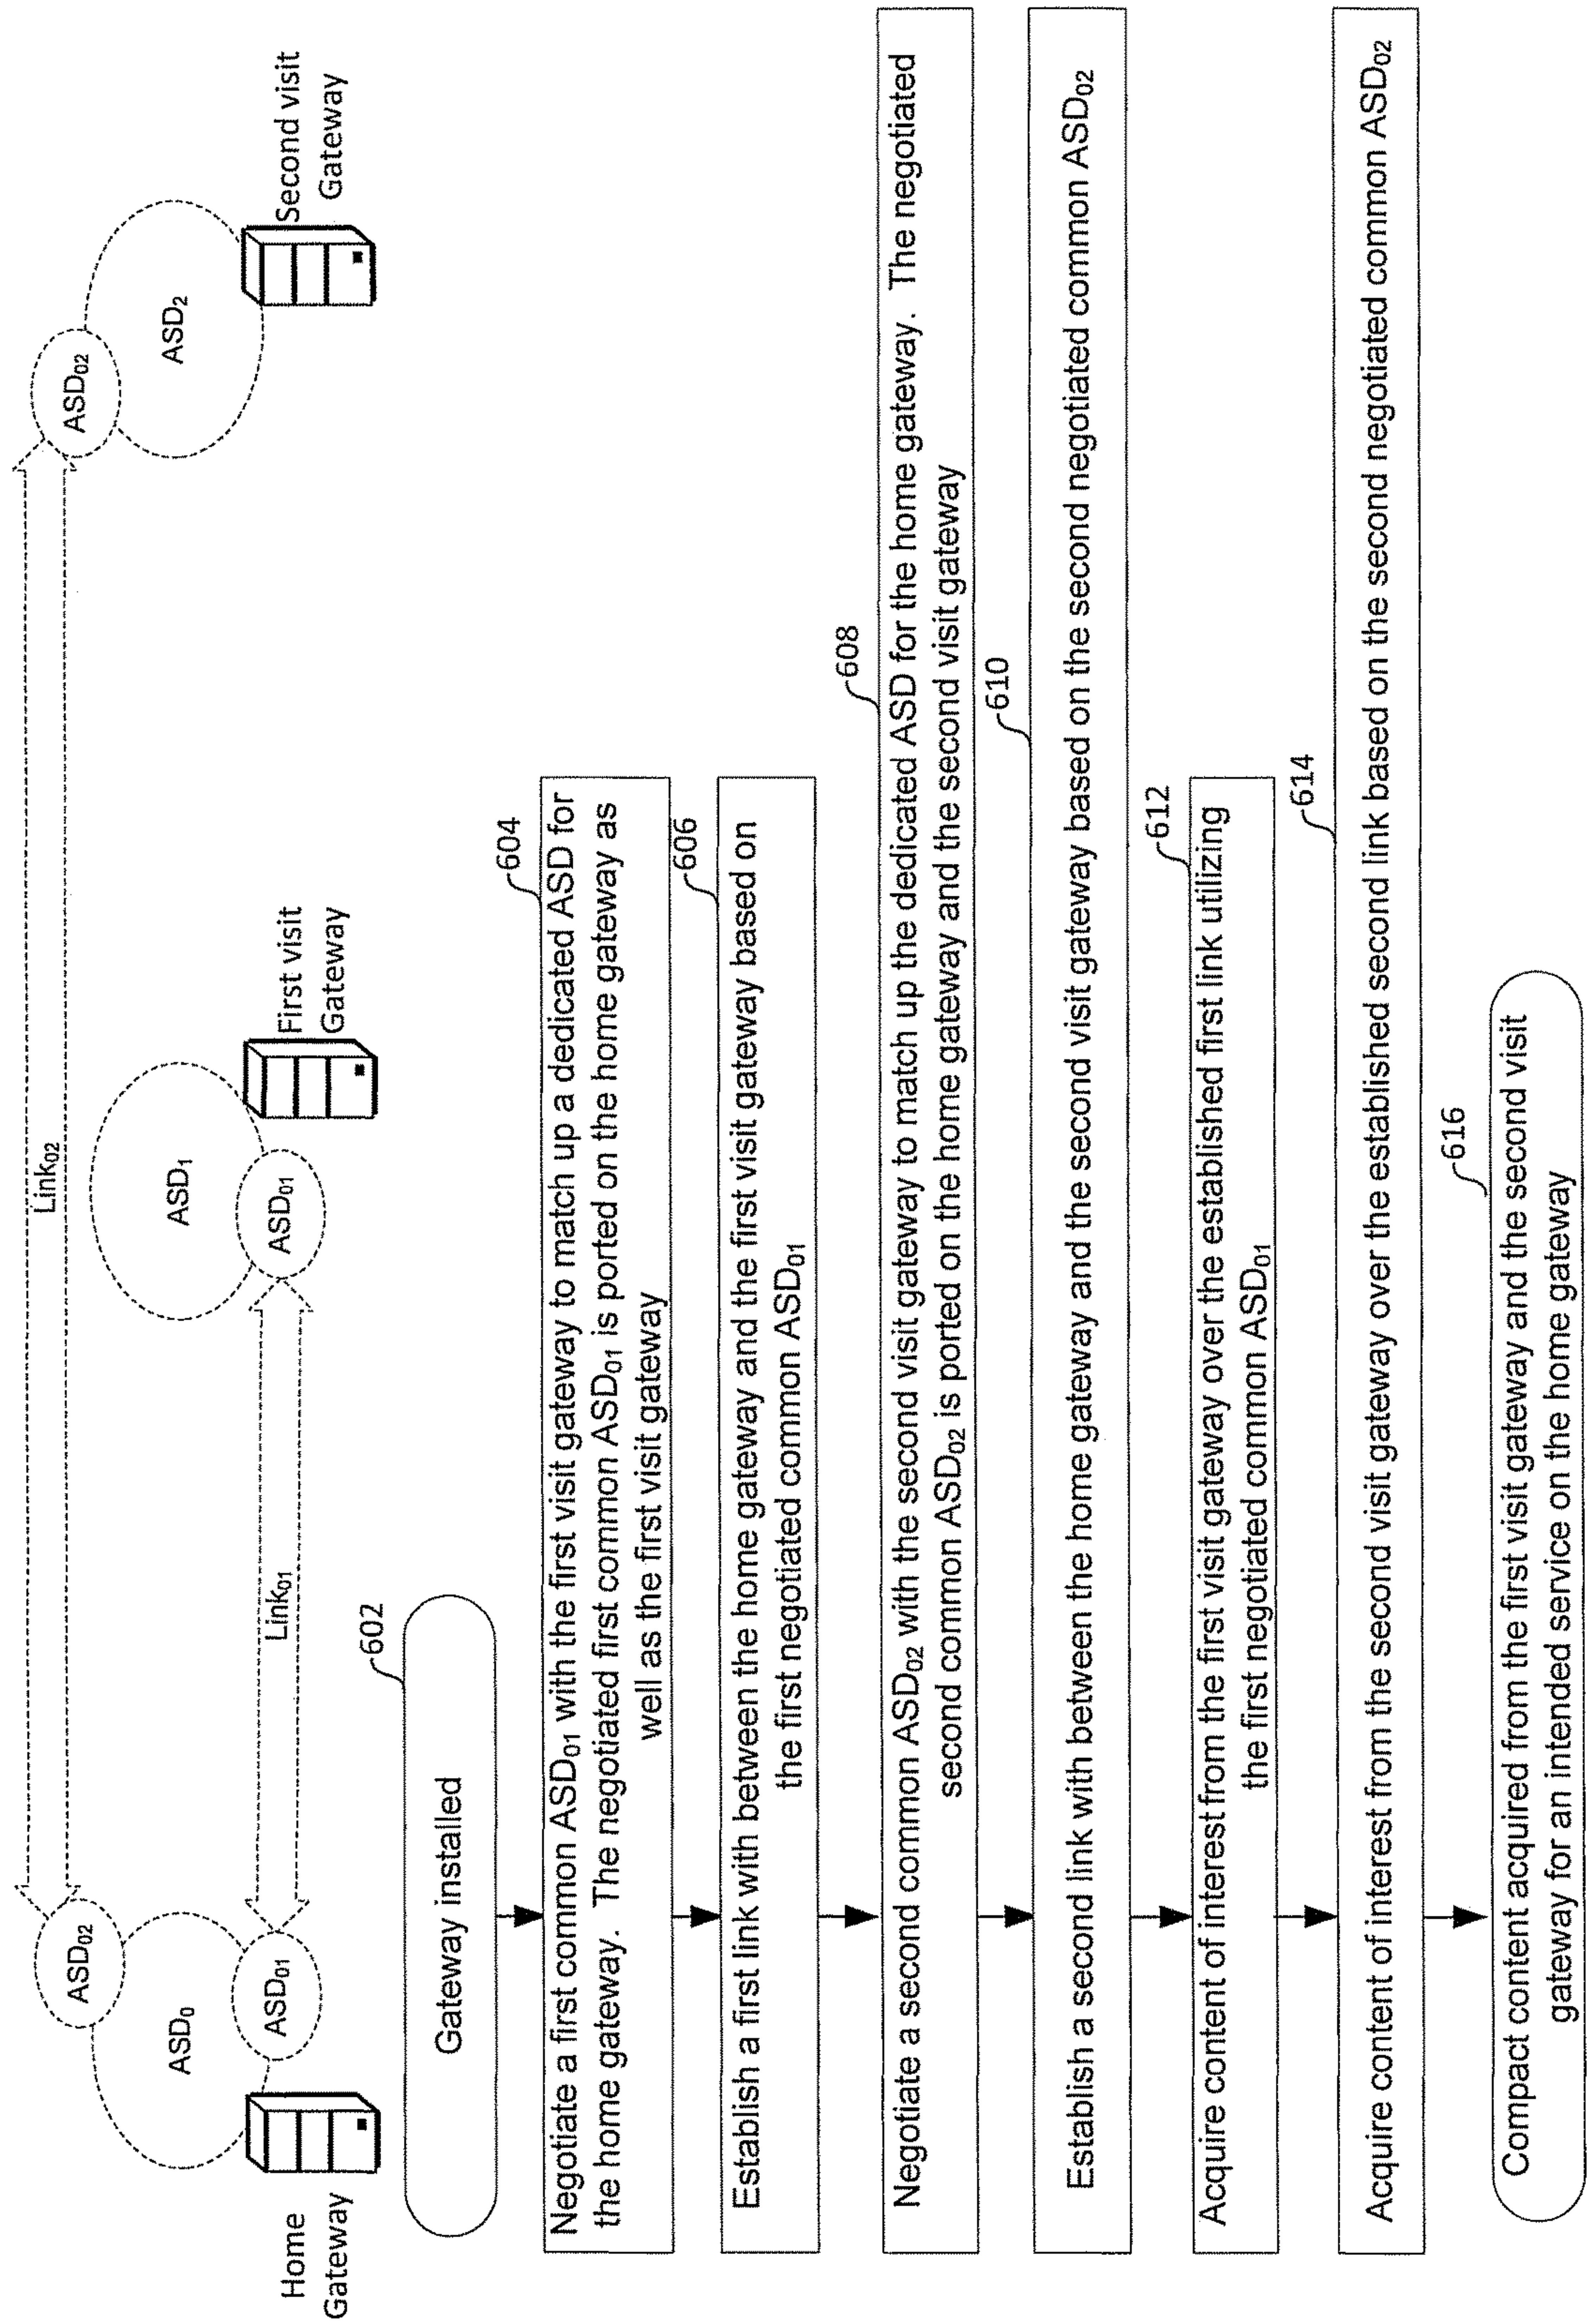 Link₀₂
ASD₀₂
ASD₀₂
ASD₀
ASD₁
ASD₂
ASD₀₁
Link₀₁
ASD₀₁
Home
Gateway
First visit
Gateway
Second visit
Gateway
602
Gateway installed
604
Negotiate a first common ASD₀₁ with the first visit gateway to match up a dedicated ASD for
the home gateway. The negotiated first common ASD₀₁ is ported on the home gateway as
well as the first visit gateway
606
Establish a first link with between the home gateway and the first visit gateway based on
the first negotiated common ASD₀₁
608
Negotiate a second common ASD₀₂ with the second visit gateway to match up the dedicated ASD for the home gateway. The negotiated
second common ASD₀₂ is ported on the home gateway and the second visit gateway
610
Establish a second link with between the home gateway and the second visit gateway based on the second negotiated common ASD₀₂
612
Acquire content of interest from the first visit gateway over the established first link utilizing
the first negotiated common ASD₀₁
614
Acquire content of interest from the second visit gateway over the established second link based on the second negotiated common ASD₀₂
616
Compact content acquired from the first visit gateway and the second visit
gateway for an intended service on the home gateway